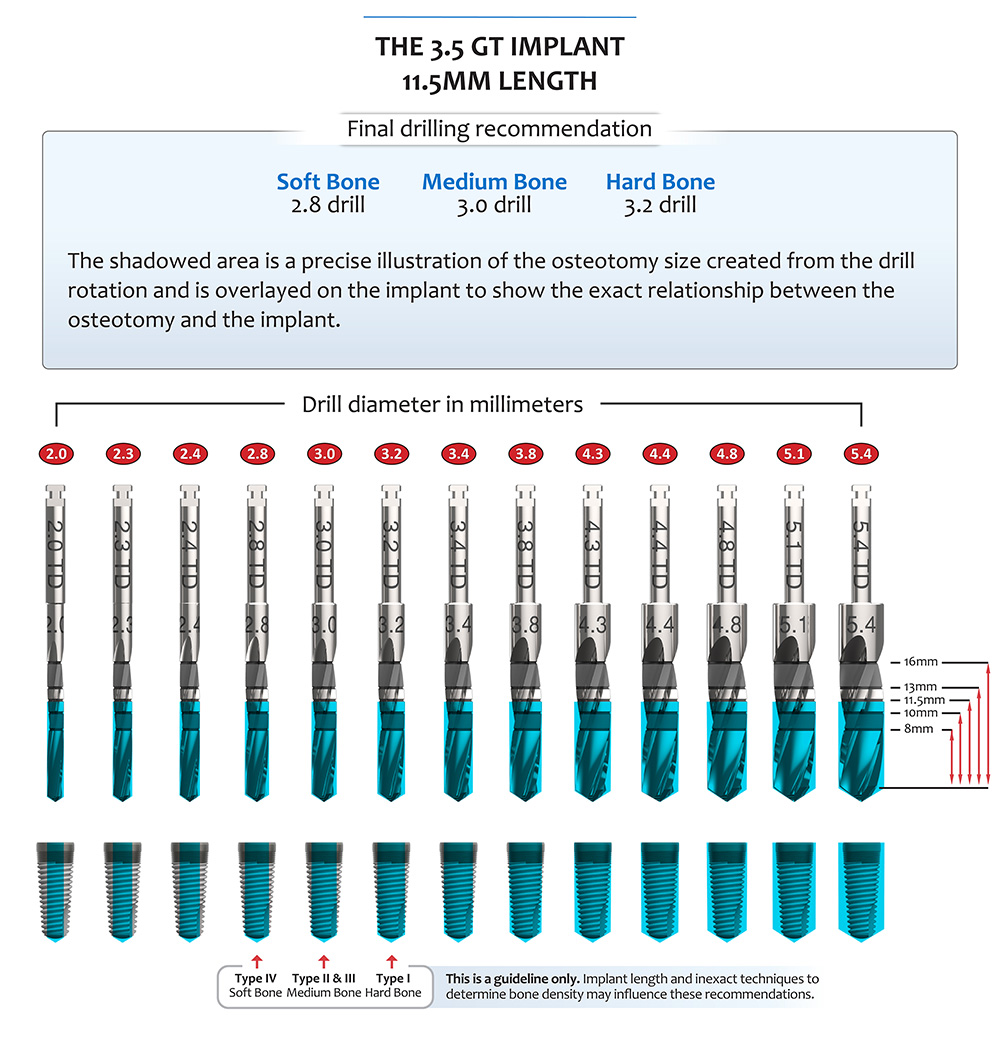 THE 3.5 GT IMPLANT
11.5MM LENGTH
Final drilling recommendation
Soft Bone Medium Bone Hard Bone
2.8 drill 3.0 drill 3.2 drill
The shadowed area is a precise illustration of the osteotomy size created from the drill
rotation and is overlayed on the implant to show the exact relationship between the
osteotomy and the implant.
Drill diameter in millimeters
2.0 2.3 2.4 2.8 3.0 3.2 3.4 3.8 4.3 4.4 4.8 5.1 5.4
2.0 TD 2.3 TD 2.4 TD 2.8 TD 3.0 TD 3.2 TD 3.4 TD 3.8 TD 4.3 TD 4.4 TD 4.8 TD 5.1 TD 5.4 TD
2.0 2.3 2.4 2.8 3.0 3.2 3.4 3.8 4.3 4.4 4.8 5.1 5.4
16mm
13mm
11.5mm
10mm
8mm
Type IV Type II & III Type I
Soft Bone Medium Bone Hard Bone
This is a guideline only. Implant length and inexact techniques to
determine bone density may influence these recommendations.